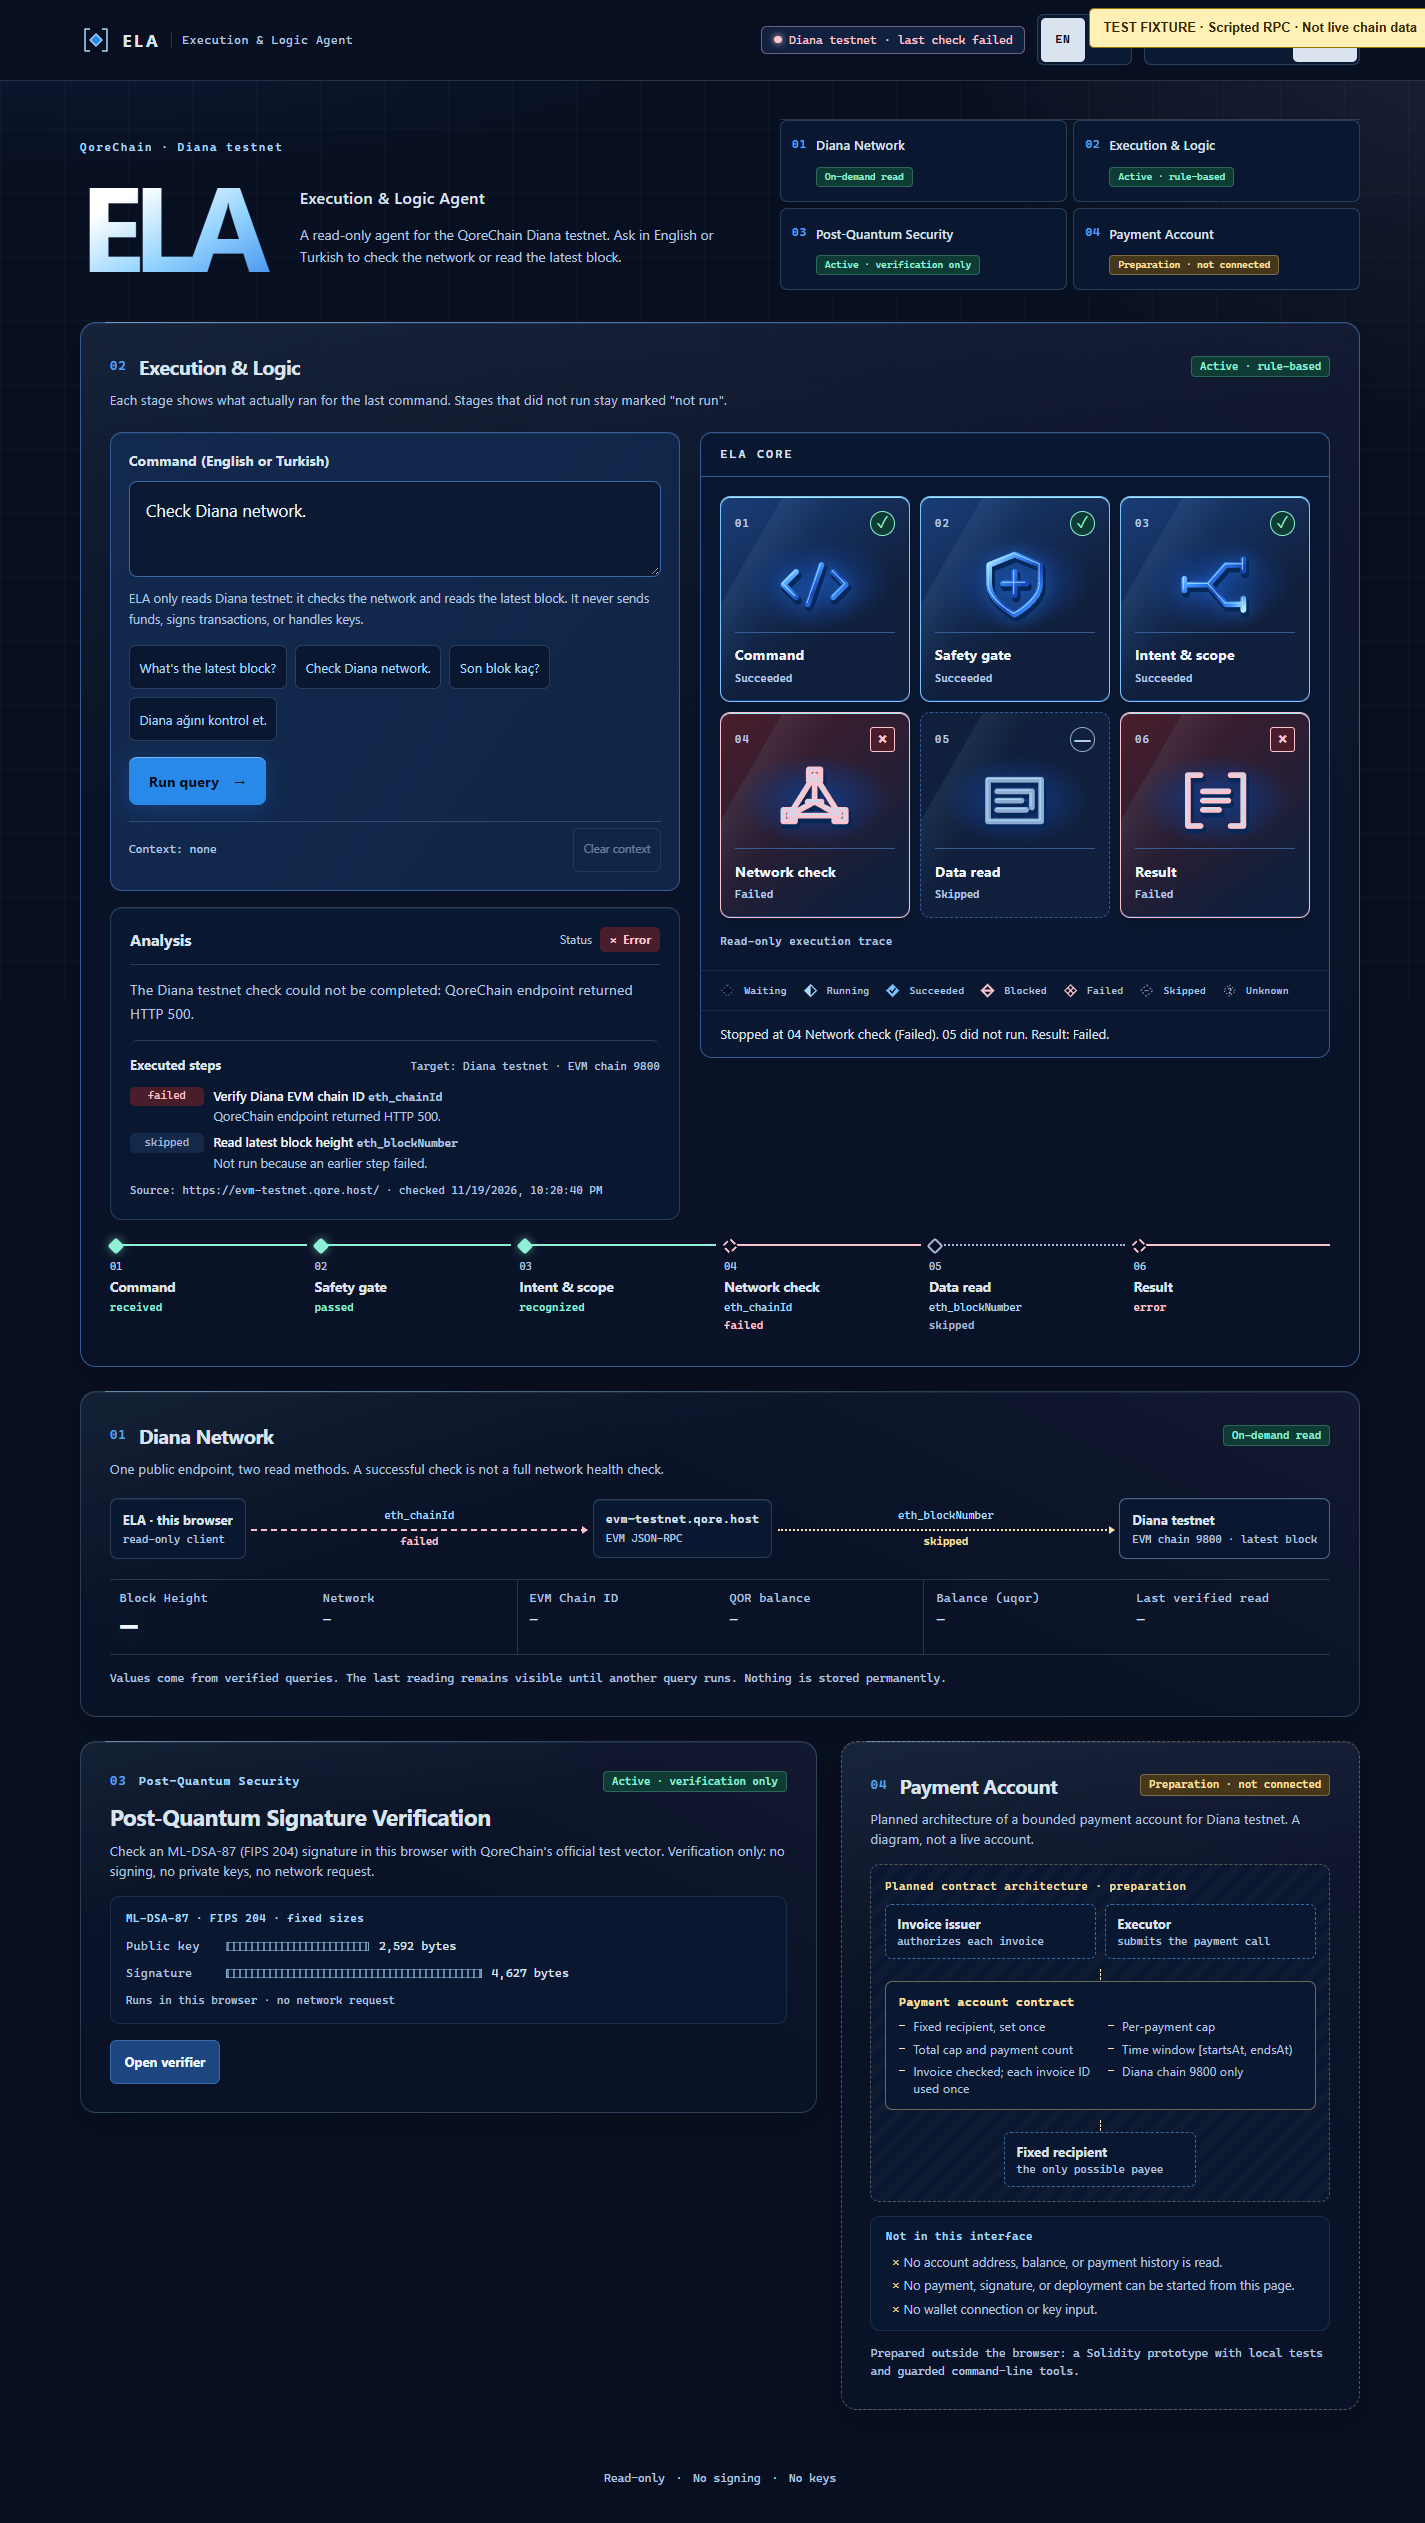 ELA
Execution & Logic Agent
Diana testnet · last check failed
EN
TEST FIXTURE · Scripted RPC · Not live chain data
QoreChain · Diana testnet
ELA
Execution & Logic Agent
A read-only agent for the QoreChain Diana testnet. Ask in English or
Turkish to check the network or read the latest block.
01 Diana Network
On-demand read
02 Execution & Logic
Active · rule-based
03 Post-Quantum Security
Active · verification only
04 Payment Account
Preparation · not connected
02 Execution & Logic
Active · rule-based
Each stage shows what actually ran for the last command. Stages that did not run stay marked "not run".
Command (English or Turkish)
Check Diana network.
ELA only reads Diana testnet: it checks the network and reads the latest block. It never sends
funds, signs transactions, or handles keys.
What's the latest block?
Check Diana network.
Son blok kaç?
Diana ağını kontrol et.
Run query →
Context: none
Clear context
ELA CORE
01
Command
Succeeded
02
Safety gate
Succeeded
03
Intent & scope
Succeeded
04
Network check
Failed
05
Data read
Skipped
06
Result
Failed
Read-only execution trace
Waiting
Running
Succeeded
Blocked
Failed
Skipped
Unknown
Stopped at 04 Network check (Failed). 05 did not run. Result: Failed.
Analysis
Status × Error
The Diana testnet check could not be completed: QoreChain endpoint returned
HTTP 500.
Executed steps
Target: Diana testnet · EVM chain 9800
failed
Verify Diana EVM chain ID eth_chainId
QoreChain endpoint returned HTTP 500.
skipped
Read latest block height eth_blockNumber
Not run because an earlier step failed.
Source: https://evm-testnet.qore.host/ · checked 11/19/2026, 10:20:40 PM
01
Command
received
02
Safety gate
passed
03
Intent & scope
recognized
04
Network check
eth_chainId
failed
05
Data read
eth_blockNumber
skipped
06
Result
error
01 Diana Network
On-demand read
One public endpoint, two read methods. A successful check is not a full network health check.
ELA · this browser
read-only client
eth_chainId
failed
evm-testnet.qore.host
EVM JSON-RPC
eth_blockNumber
skipped
Diana testnet
EVM chain 9800 · latest block
Block Height
—
Network
—
EVM Chain ID
—
QOR balance
—
Balance (uqor)
—
Last verified read
—
Values come from verified queries. The last reading remains visible until another query runs. Nothing is stored permanently.
03 Post-Quantum Security
Active · verification only
Post-Quantum Signature Verification
Check an ML-DSA-87 (FIPS 204) signature in this browser with QoreChain's official test vector. Verification only: no
signing, no private keys, no network request.
ML-DSA-87 · FIPS 204 · fixed sizes
Public key 2,592 bytes
Signature 4,627 bytes
Runs in this browser · no network request
Open verifier
04 Payment Account
Preparation · not connected
Planned architecture of a bounded payment account for Diana testnet. A
diagram, not a live account.
Planned contract architecture · preparation
Invoice issuer
authorizes each invoice
Executor
submits the payment call
Payment account contract
– Fixed recipient, set once
– Per-payment cap
– Total cap and payment count
– Time window [startsAt, endsAt)
– Invoice checked; each invoice ID
used once
– Diana chain 9800 only
Fixed recipient
the only possible payee
Not in this interface
× No account address, balance, or payment history is read.
× No payment, signature, or deployment can be started from this page.
× No wallet connection or key input.
Prepared outside the browser: a Solidity prototype with local tests
and guarded command-line tools.
Read-only · No signing · No keys